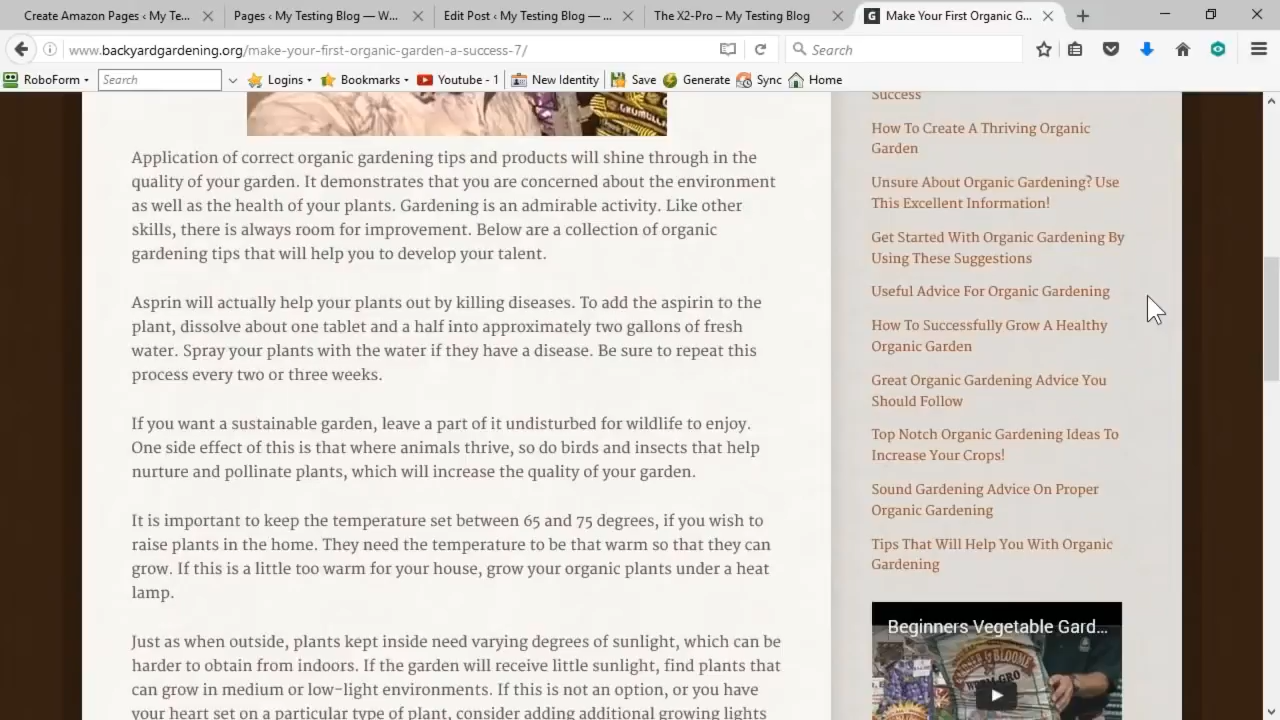 Create Amazon Pages ‹ My Te...
Pages ‹ My Testing Blog — W...
Edit Post ‹ My Testing Blog — ...
The X2-Pro – My Testing Blog
G Make Your First Organic G...
www.backyardgardening.org/make-your-first-organic-garden-a-success-7/
Search
RoboForm
Search
Logins
Bookmarks
Youtube - 1
New Identity
Save
Generate
Sync
Home
Application of correct organic gardening tips and products will shine through in the
quality of your garden. It demonstrates that you are concerned about the environment
as well as the health of your plants. Gardening is an admirable activity. Like other
skills, there is always room for improvement. Below are a collection of organic
gardening tips that will help you to develop your talent.
Asprin will actually help your plants out by killing diseases. To add the aspirin to the
plant, dissolve about one tablet and a half into approximately two gallons of fresh
water. Spray your plants with the water if they have a disease. Be sure to repeat this
process every two or three weeks.
If you want a sustainable garden, leave a part of it undisturbed for wildlife to enjoy.
One side effect of this is that where animals thrive, so do birds and insects that help
nurture and pollinate plants, which will increase the quality of your garden.
It is important to keep the temperature set between 65 and 75 degrees, if you wish to
raise plants in the home. They need the temperature to be that warm so that they can
grow. If this is a little too warm for your house, grow your organic plants under a heat
lamp.
Just as when outside, plants kept inside need varying degrees of sunlight, which can be
harder to obtain from indoors. If the garden will receive little sunlight, find plants that
can grow in medium or low-light environments. If this is not an option, or you have
your heart set on a particular type of plant, consider adding additional growing lights
Success
How To Create A Thriving Organic
Garden
Unsure About Organic Gardening? Use
This Excellent Information!
Get Started With Organic Gardening By
Using These Suggestions
Useful Advice For Organic Gardening
How To Successfully Grow A Healthy
Organic Garden
Great Organic Gardening Advice You
Should Follow
Top Notch Organic Gardening Ideas To
Increase Your Crops!
Sound Gardening Advice On Proper
Organic Gardening
Tips That Will Help You With Organic
Gardening
Beginners Vegetable Gard...